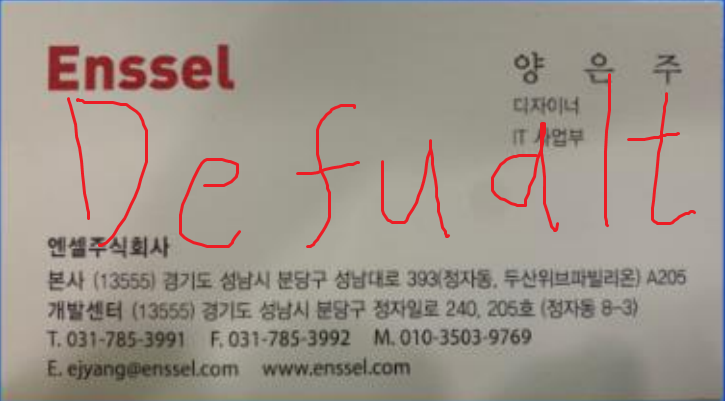 Enssel
양 은 주
디자이너
IT 사업부
Defualt
엔셀주식회사
본사 (13555) 경기도 성남시 분당구 성남대로 393(정자동, 두산위브파빌리온) A205
개발센터 (13555) 경기도 성남시 분당구 정자일로 240, 205호 (정자동 8-3)
T. 031-785-3991 F. 031-785-3992 M. 010-3503-9769
E. ejyang@enssel.com www.enssel.com